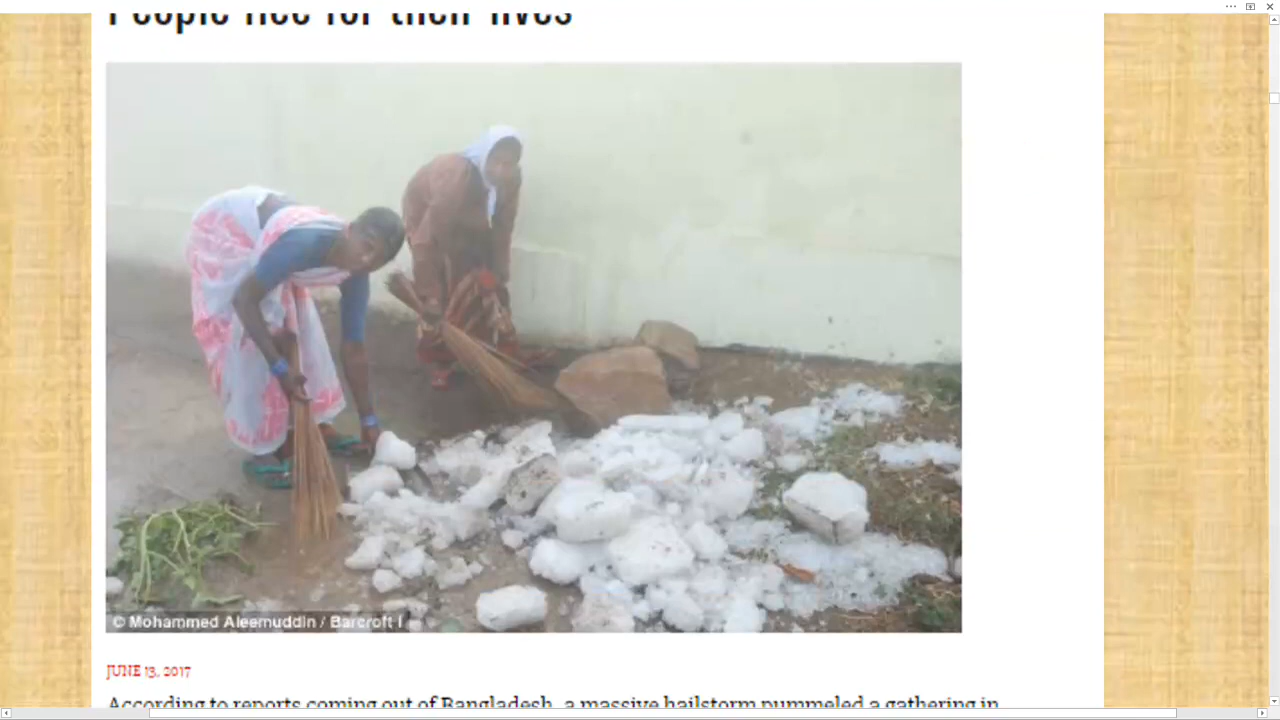 People flee for their lives
© Mohammed Aleemuddin / Barcroft I
JUNE 13, 2017
According to reports coming out of Bangladesh, a massive hailstorm pummeled a gathering in